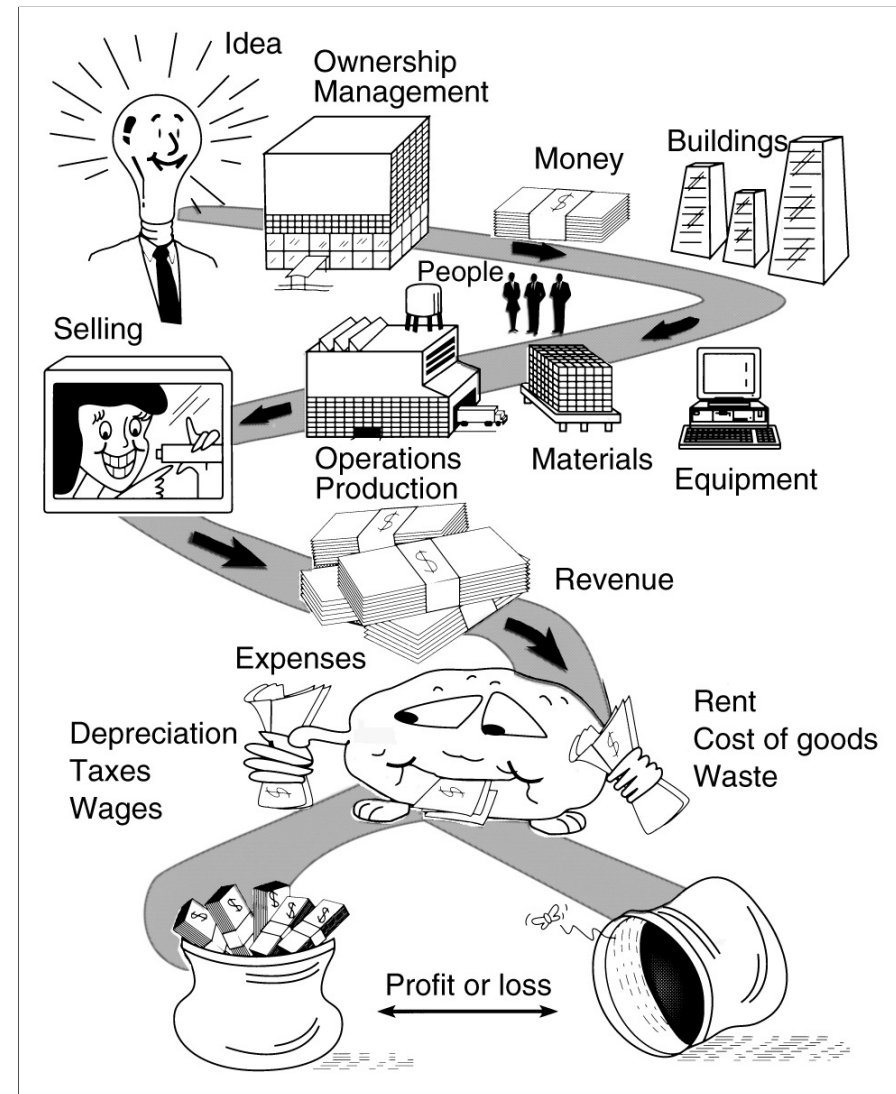 Idea
Ownership
Management
Money
Buildings
People
Selling
Operations
Production
Materials
Equipment
Revenue
Expenses
Depreciation
Taxes
Wages
Rent
Cost of goods
Waste
Profit or loss
$
$
$
$
$
$
$
$
$
$
$